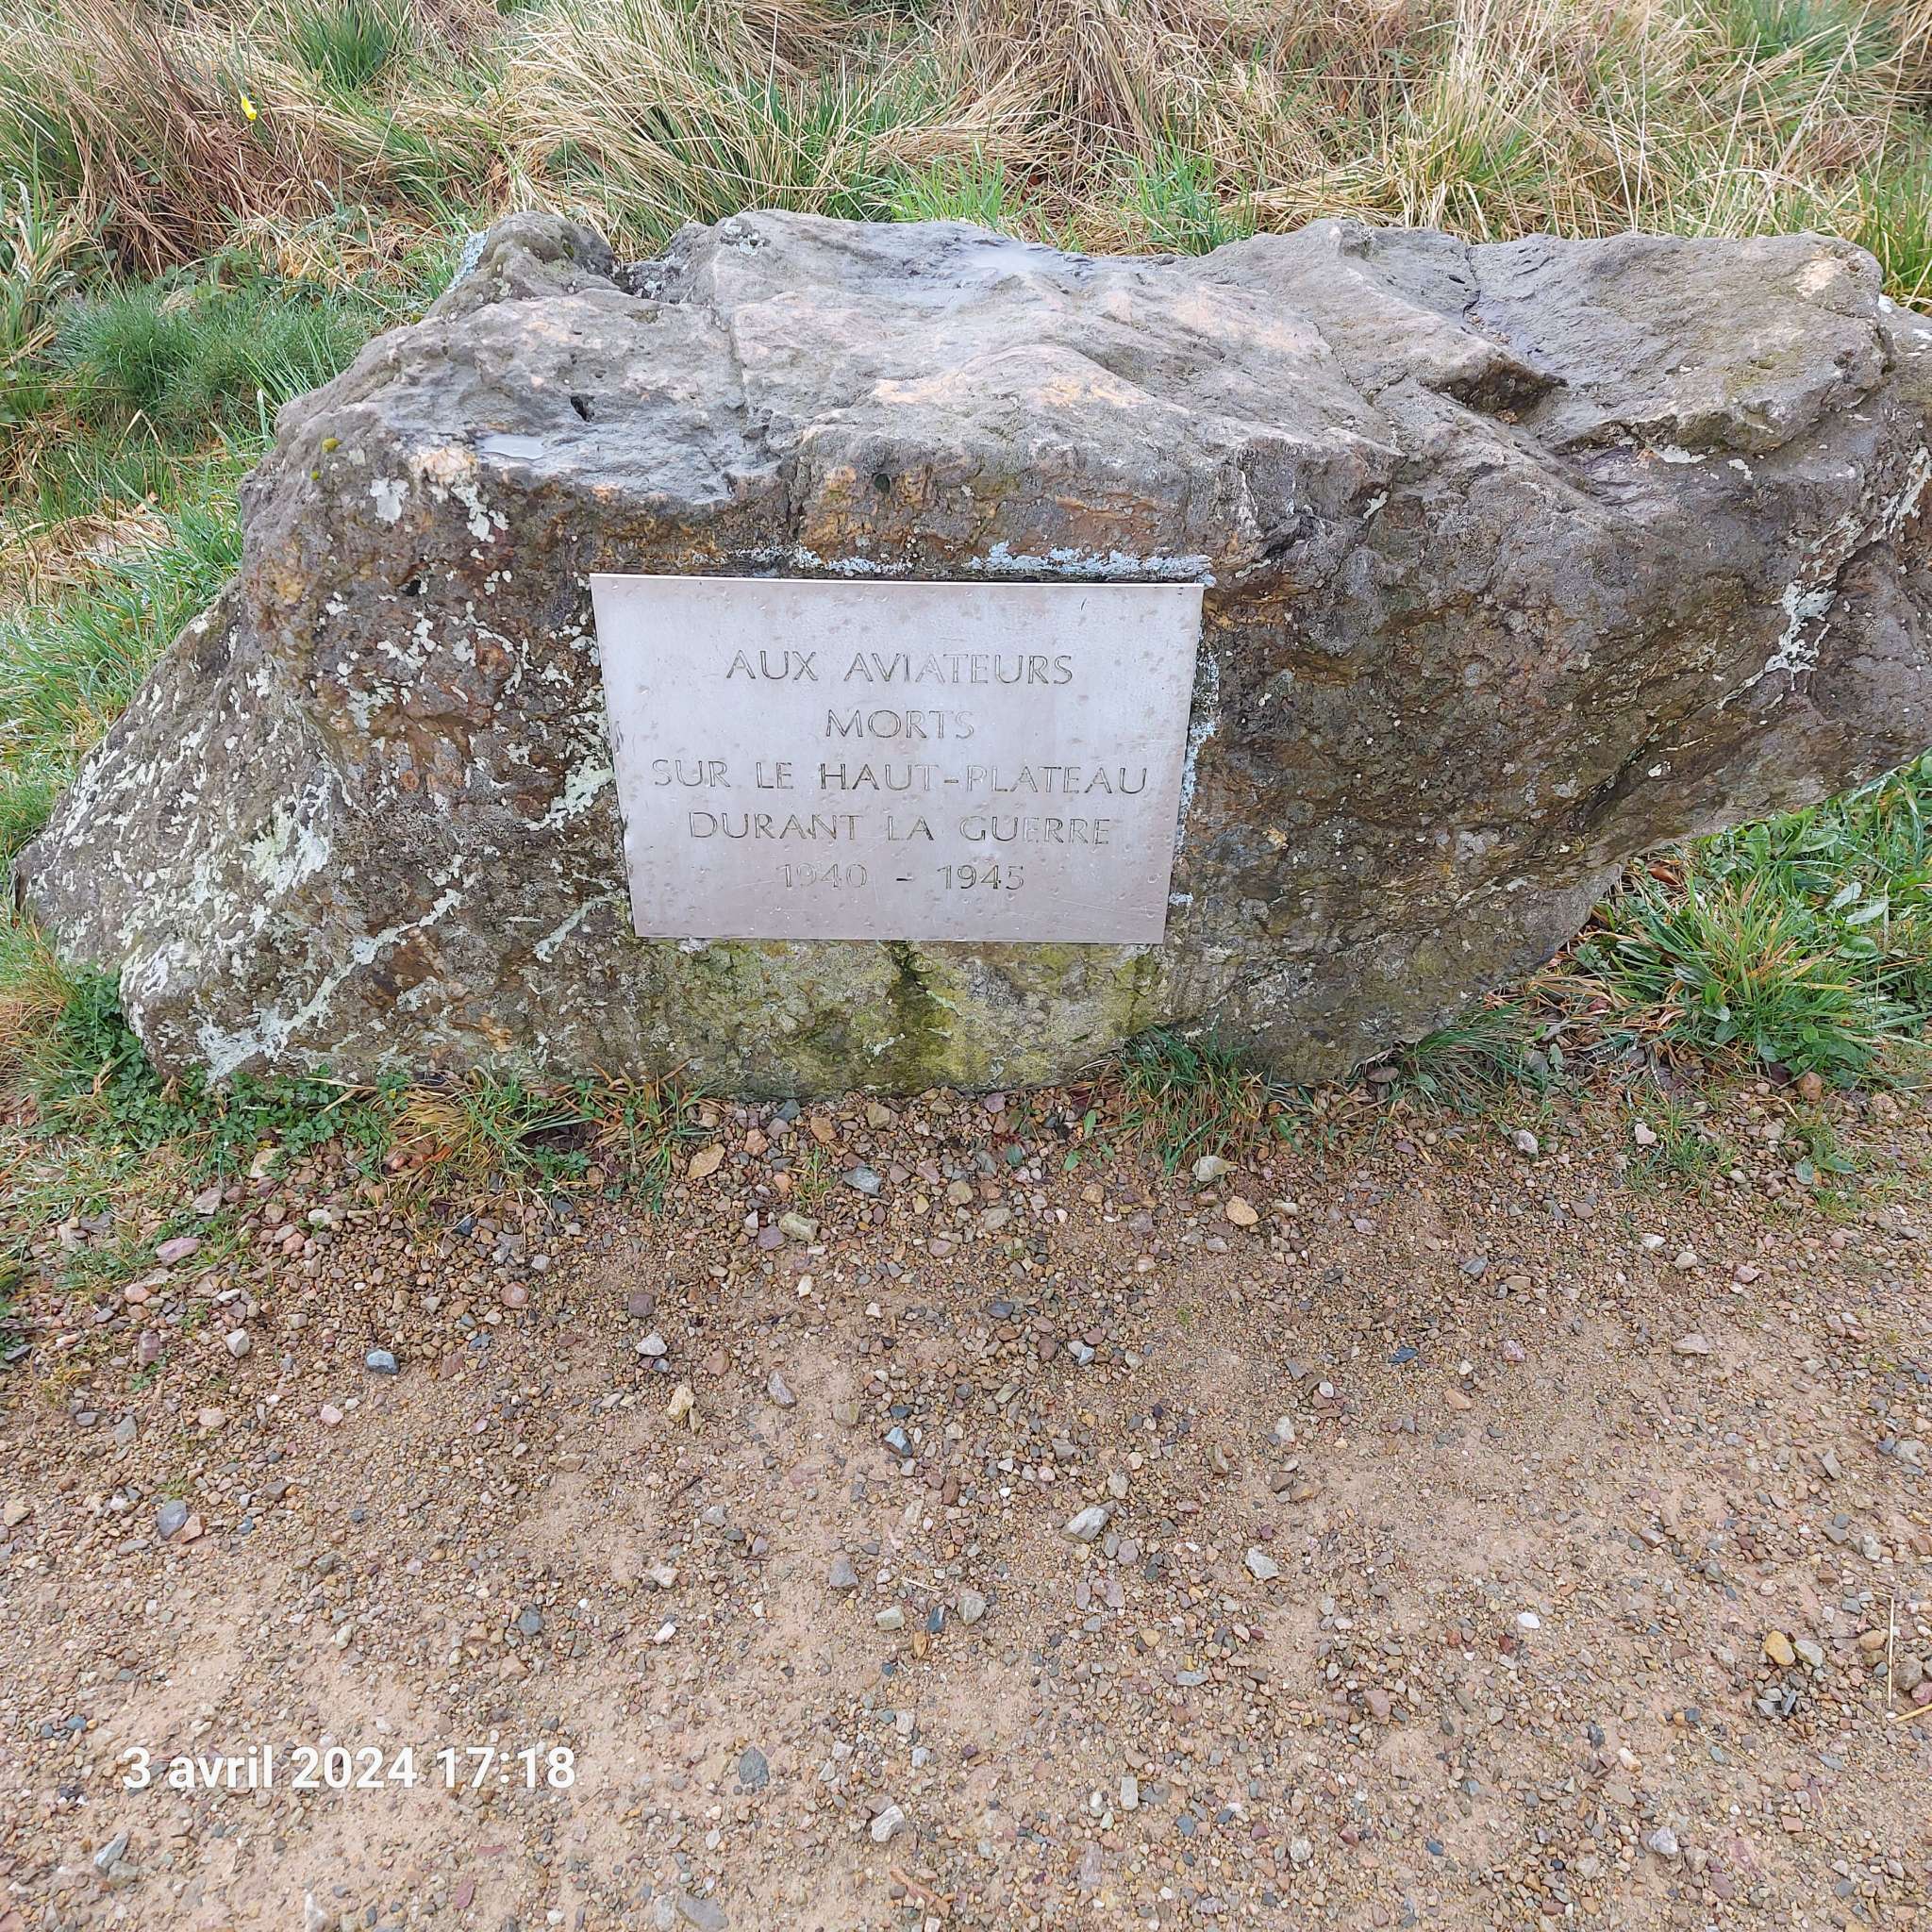 AUX AVIATEURS
MORTS
SUR LE HAUT-PLATEAU
DURANT LA GUERRE
1940 - 1945
3 avril 2024 17:18